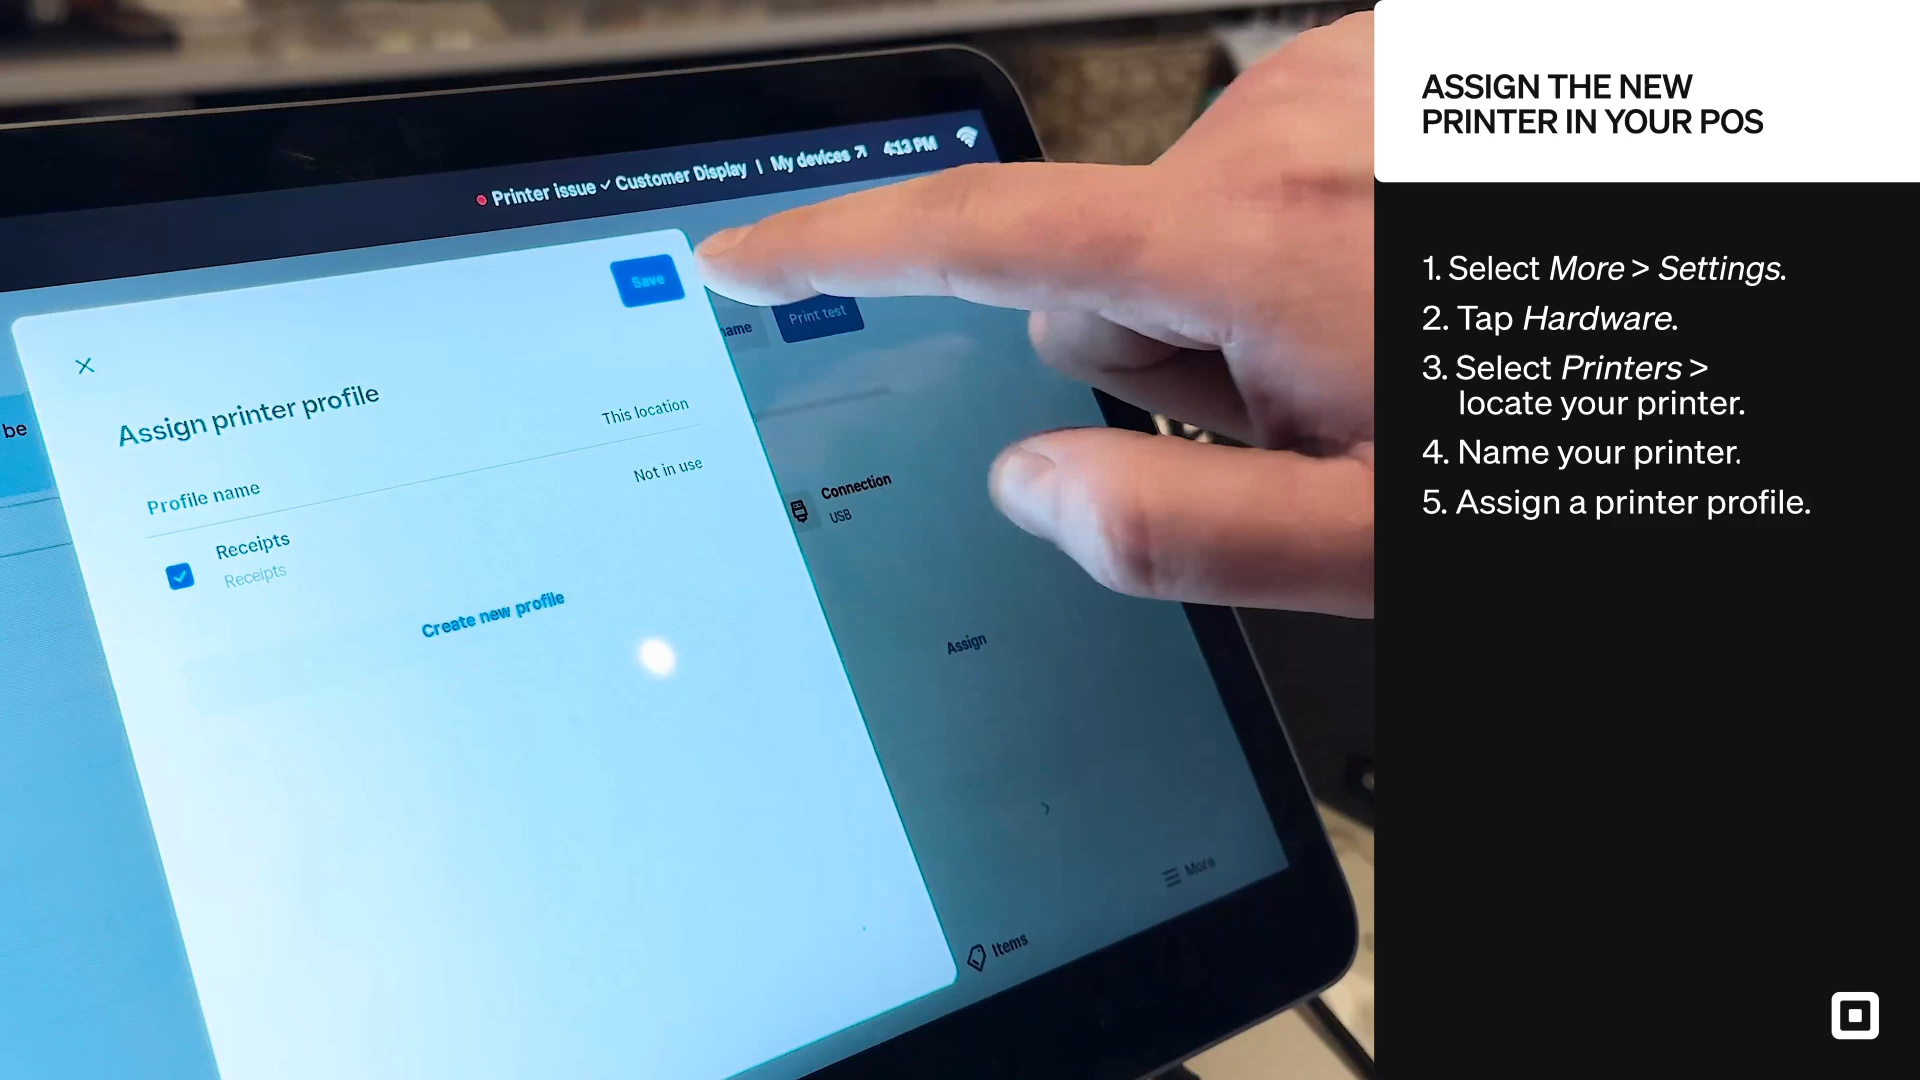 Printer issue ✓ Customer Display | My devices ↗ 4:13 PM
Save
Print test
Assign printer profile
be
Profile name
This location
Receipts
Receipts
Not in use
Create new profile
Connection
USB
Assign
More
Items
ASSIGN THE NEW
PRINTER IN YOUR POS
1. Select More > Settings.
2. Tap Hardware.
3. Select Printers >
locate your printer.
4. Name your printer.
5. Assign a printer profile.